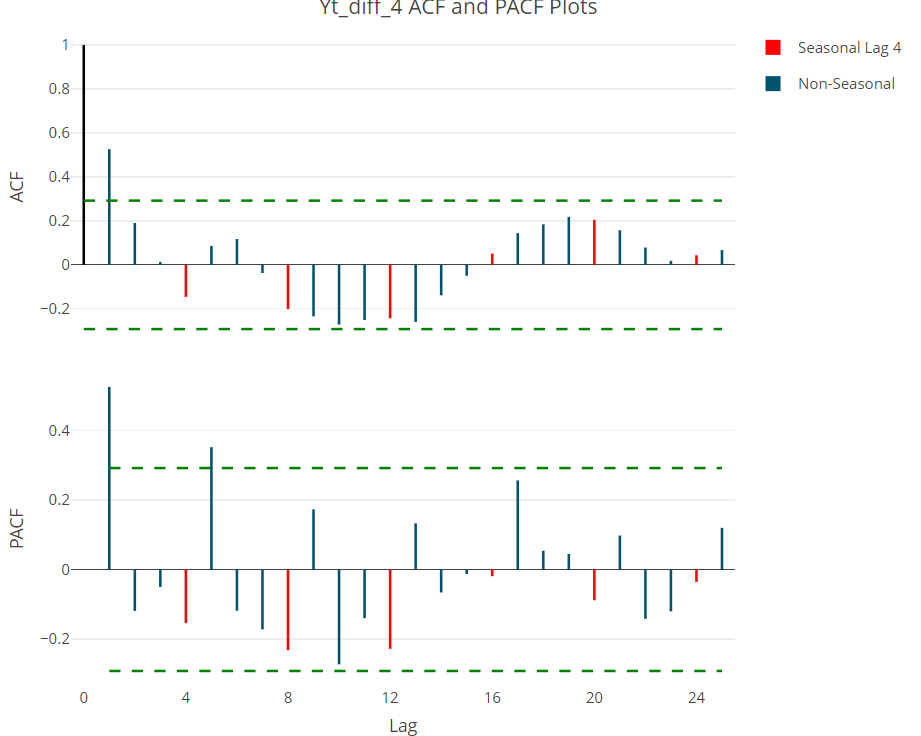 Yt_diff_4 ACF and PACF Plots
Seasonal Lag 4
Non-Seasonal
ACF
1
0.8
0.6
0.4
0.2
0
−0.2
PACF
0.4
0.2
0
−0.2
0 4 8 12 16 20 24
Lag